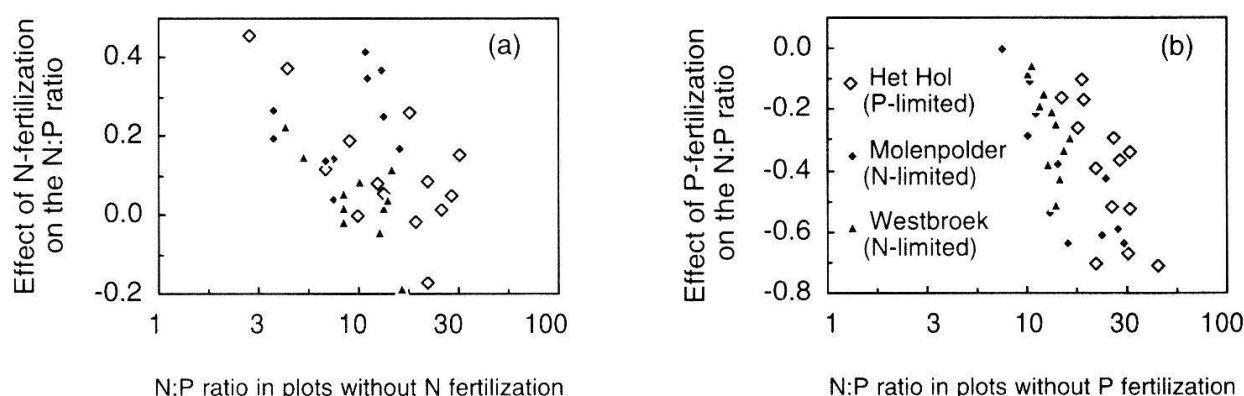 Effect of N-fertilization
on the N:P ratio
(a)
0.4
0.2
0.0
-0.2
1 3 10 30 100
N:P ratio in plots without N fertilization
Effect of P-fertilization
on the N:P ratio
(b)
0.0
-0.2
-0.4
-0.6
-0.8
Het Hol
(P-limited)
Molenpolder
(N-limited)
Westbroek
(N-limited)
1 3 10 30 100
N:P ratio in plots without P fertilization